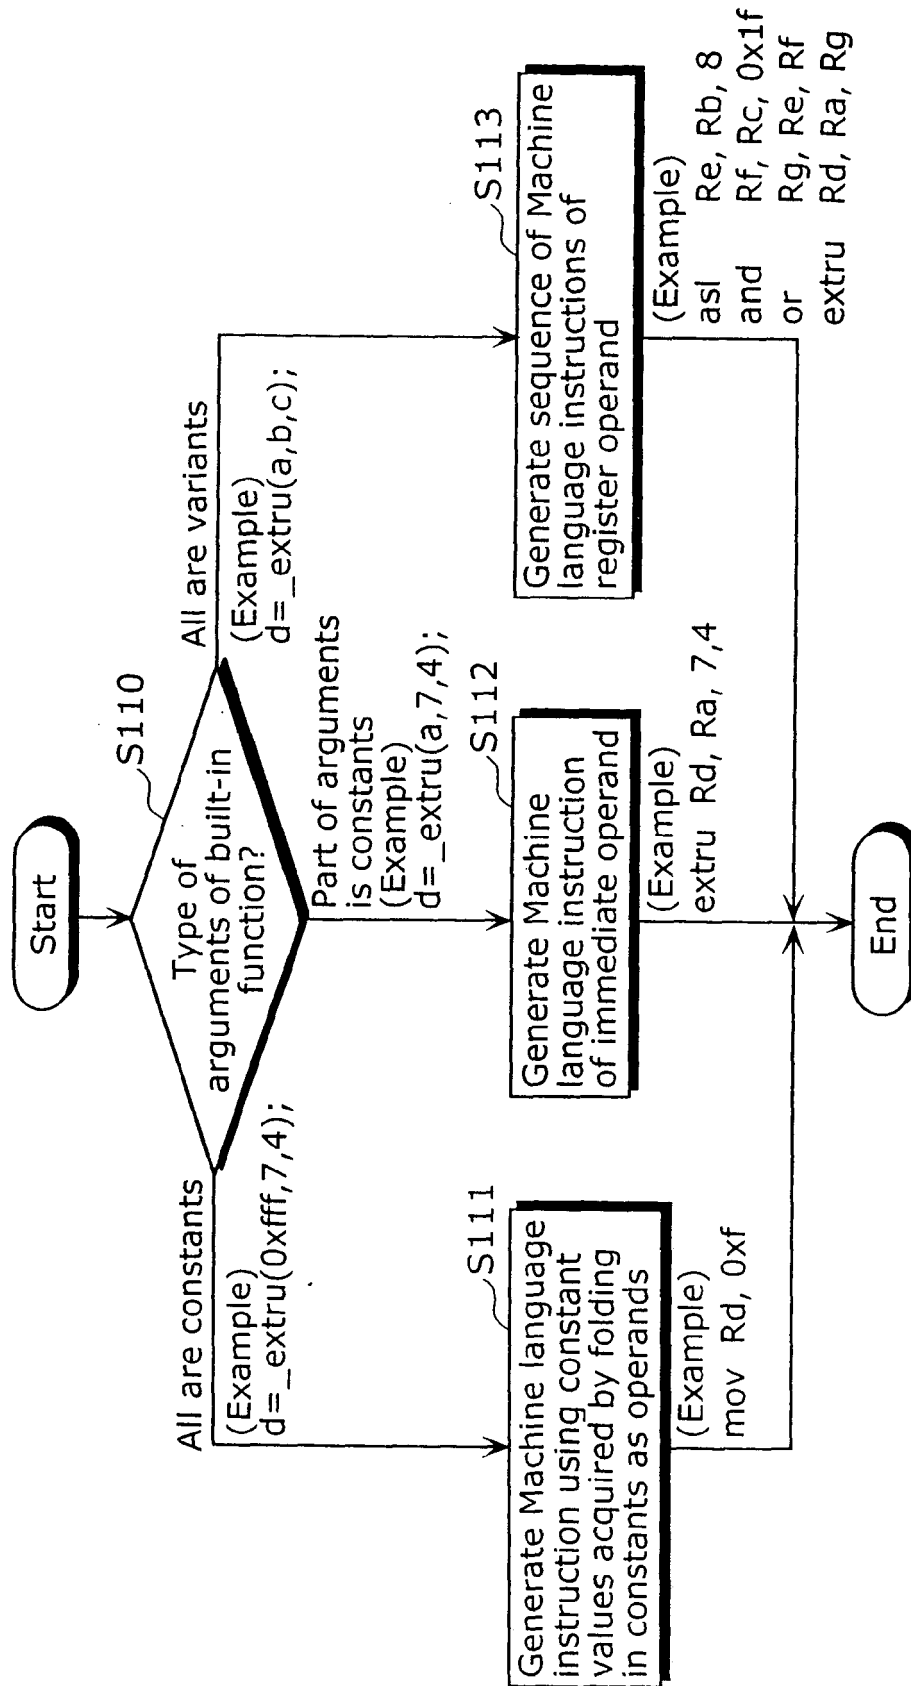 Start
S110
Type of
arguments of built-in
function?
All are constants
(Example)
d=_extru(0xfff,7,4);
Part of arguments
is constants
(Example)
d=_extru(a,7,4);
All are variants
(Example)
d=_extru(a,b,c);
S111
Generate Machine language
instruction using constant
values acquired by folding
in constants as operands
(Example)
mov Rd, 0xf
S112
Generate Machine
language instruction
of immediate operand
(Example)
extru Rd, Ra, 7,4
S113
Generate sequence of Machine
language instructions of
register operand
(Example)
asl Re, Rb, 8
and Rf, Rc, 0x1f
or Rg, Re, Rf
extru Rd, Ra, Rg
End